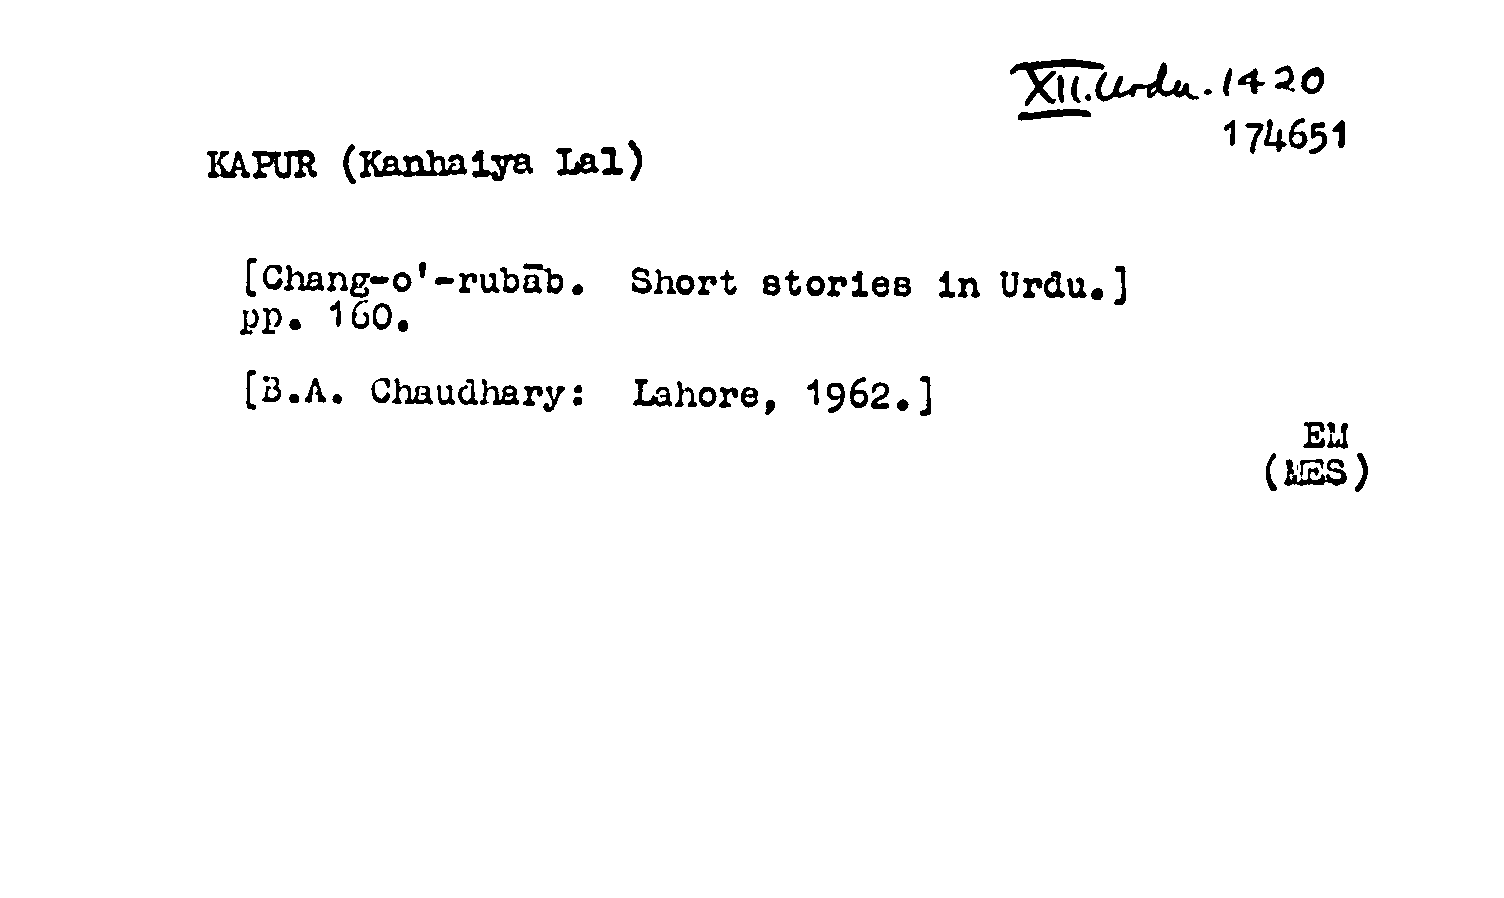 XII.Urdu.1420
174651
KAPUR (Kanhaiya Lal)
[Chang-o'-rubāb. Short stories in Urdu.]
pp. 160.
[B.A. Chaudhary: Lahore, 1962.]
EM
(MES)